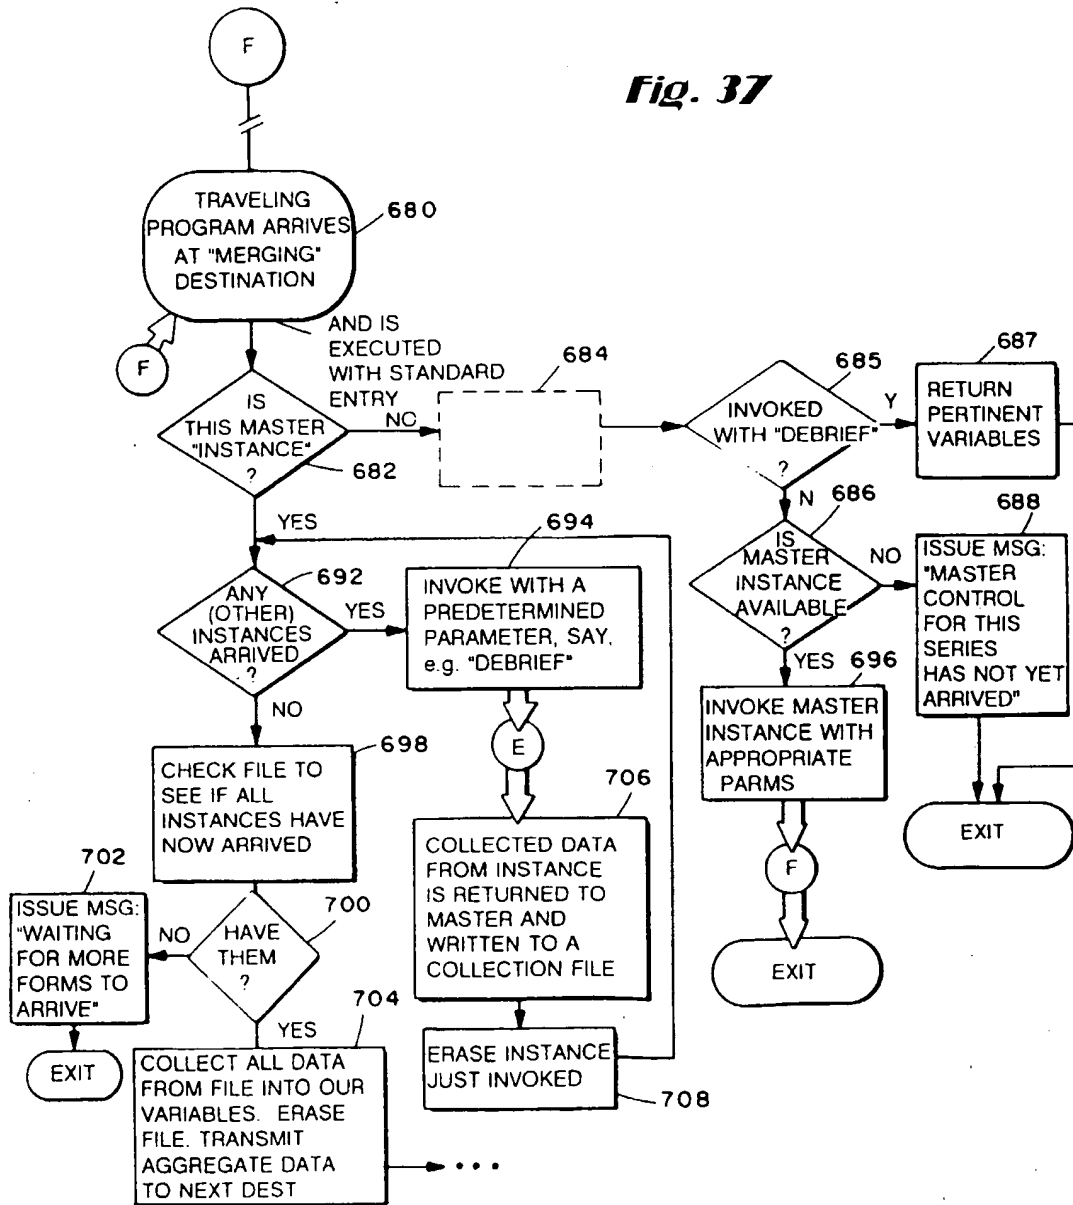 F
Fig. 37
TRAVELING
PROGRAM ARRIVES
AT "MERGING"
DESTINATION
680
F
AND IS
EXECUTED
WITH STANDARD
ENTRY
IS
THIS MASTER
"INSTANCE"
?
682
NO
684
INVOKED
WITH "DEBRIEF"
?
685
Y
687
RETURN
PERTINENT
VARIABLES
N
686
YES
IS
MASTER
INSTANCE
AVAILABLE
?
NO
688
ISSUE MSG:
"MASTER
CONTROL
FOR THIS
SERIES
HAS NOT YET
ARRIVED"
EXIT
692
ANY
(OTHER)
INSTANCES
ARRIVED
?
YES
694
INVOKE WITH A
PREDETERMINED
PARAMETER, SAY,
e.g. "DEBRIEF"
E
YES
696
INVOKE MASTER
INSTANCE WITH
APPROPRIATE
PARMS
F
EXIT
NO
698
CHECK FILE TO
SEE IF ALL
INSTANCES HAVE
NOW ARRIVED
706
COLLECTED DATA
FROM INSTANCE
IS RETURNED TO
MASTER AND
WRITTEN TO A
COLLECTION FILE
702
ISSUE MSG:
"WAITING
FOR MORE
FORMS TO
ARRIVE"
EXIT
NO
700
HAVE
THEM
?
YES
704
COLLECT ALL DATA
FROM FILE INTO OUR
VARIABLES. ERASE
FILE. TRANSMIT
AGGREGATE DATA
TO NEXT DEST
• • •
ERASE INSTANCE
JUST INVOKED
708